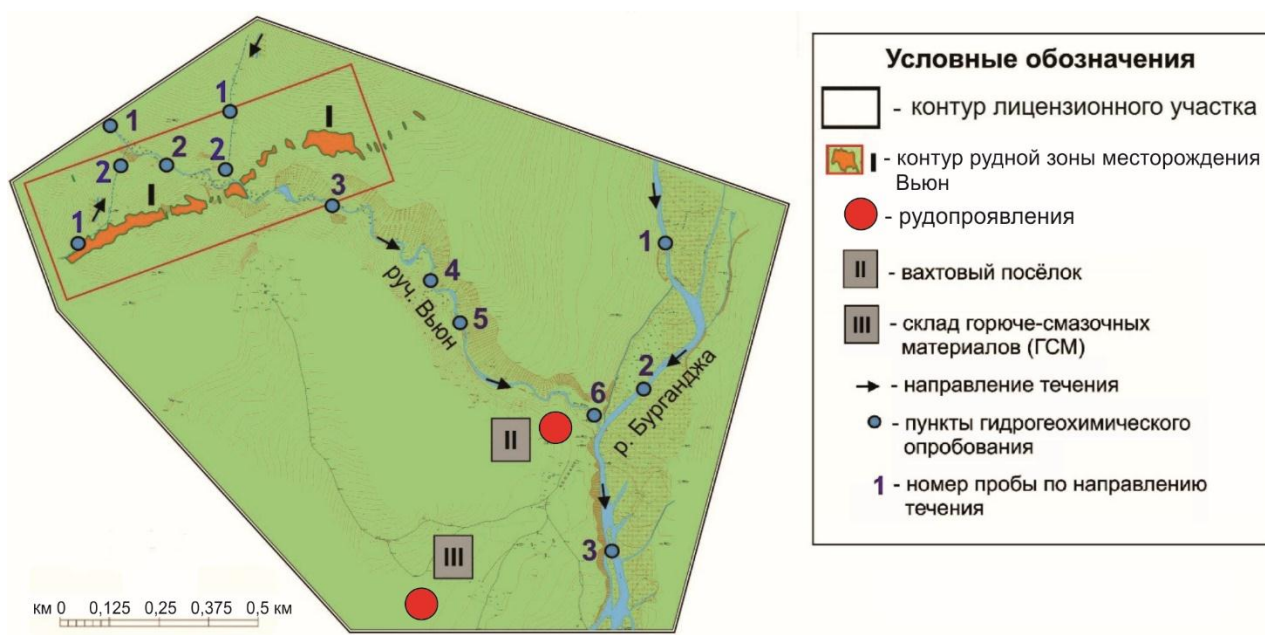 1
1
I
2
2
2
I
1
3
4
руч. Вьюн
5
1
2
6
р. Бурганджа
II
III
3
км 0 0,125 0,25 0,375 0,5 км
Условные обозначения
- контур лицензионного участка
I - контур рудной зоны месторождения
Вьюн
- рудопроявления
II - вахтовый посёлок
III - склад горюче-смазочных
материалов (ГСМ)
- направление течения
- пункты гидрогеохимического
опробования
1 - номер пробы по направлению
течения